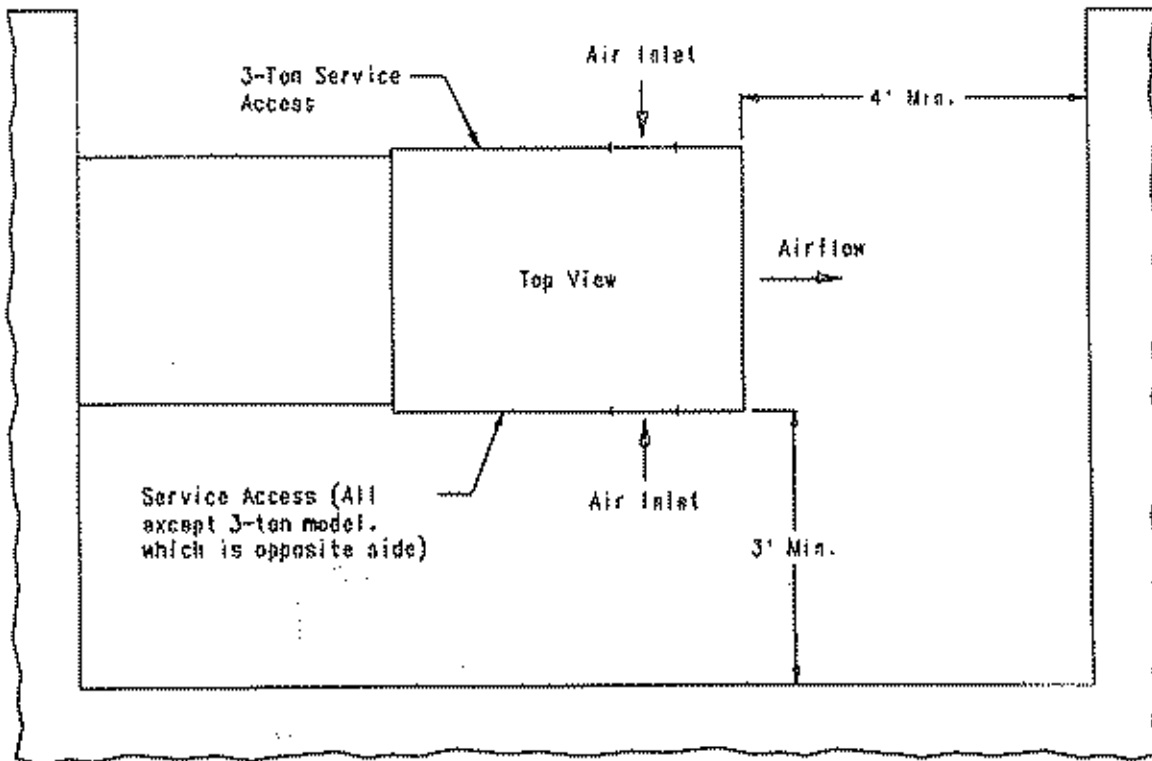 Air Inlet
3-Ton Service
Access
4' Min.
Airflow
Top View
Service Access (All
except 3-ton model.
which is opposite side)
Air Inlet
3' Min.